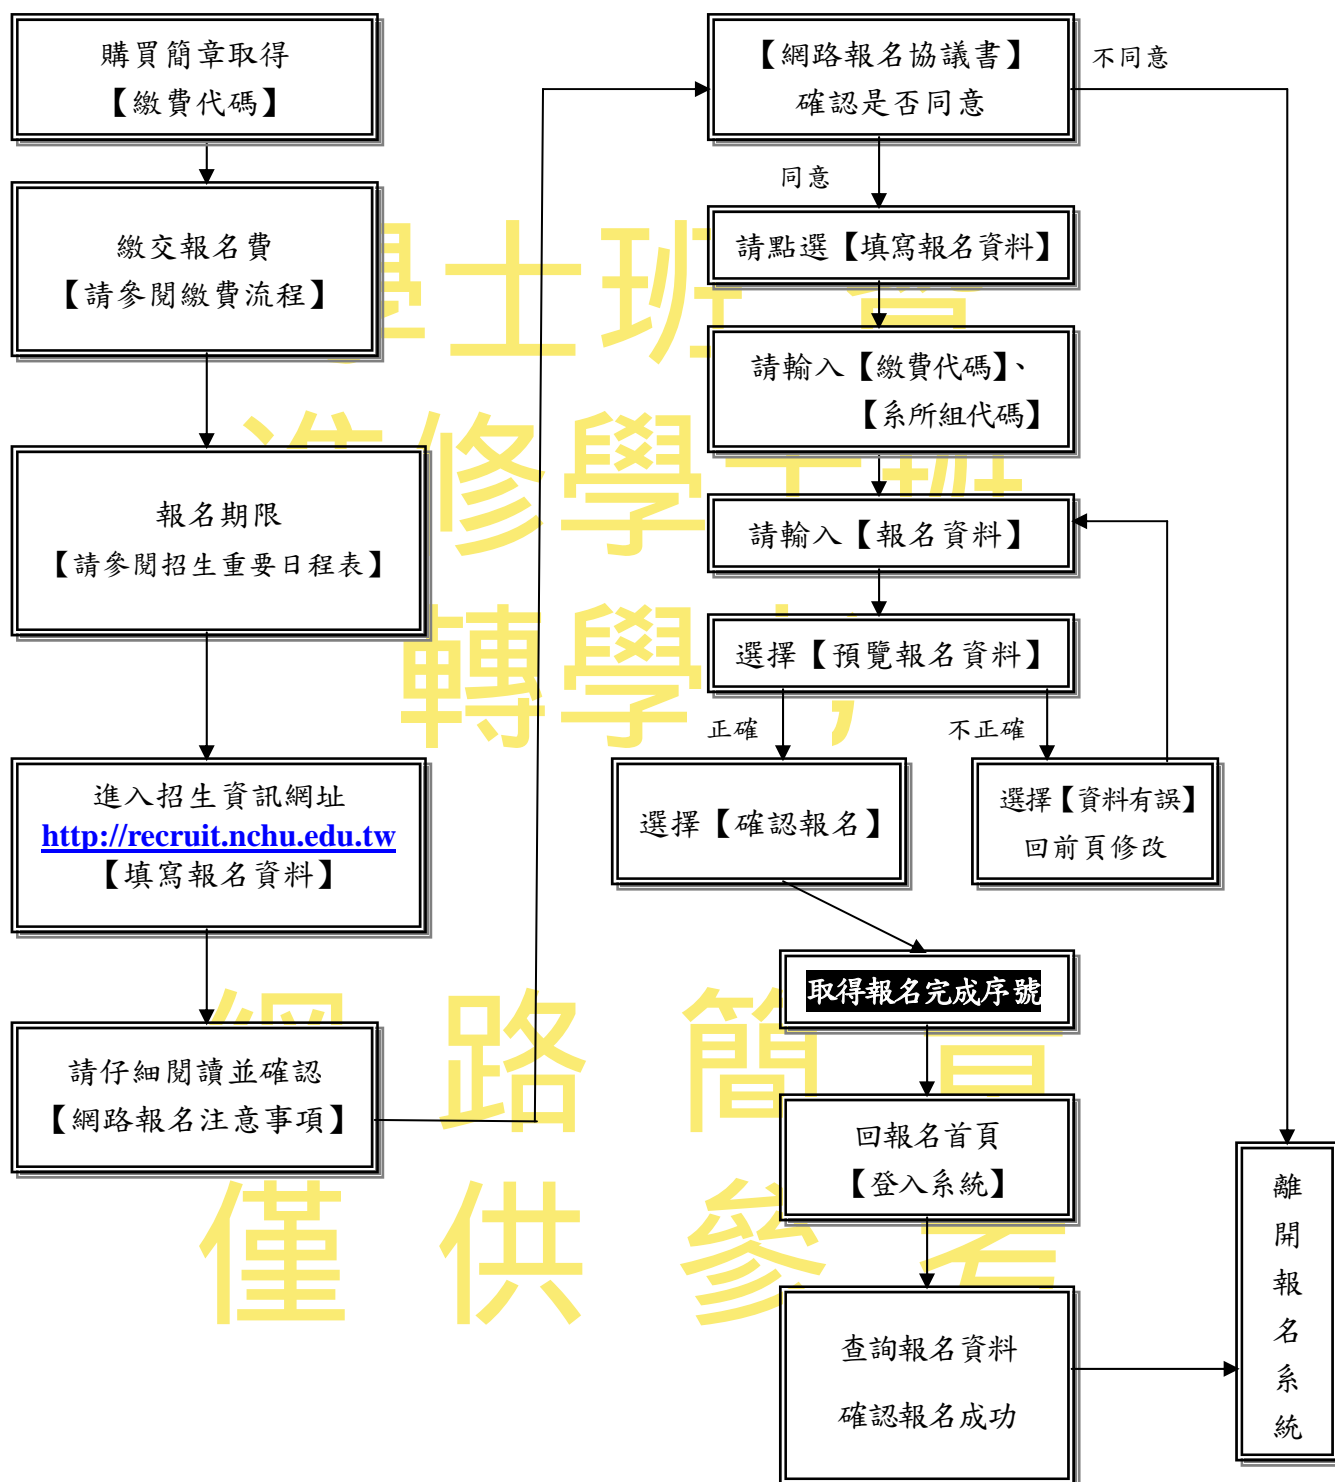 購買簡章取得
【繳費代碼】
繳交報名費
【請參閱繳費流程】
報名期限
【請參閱招生重要日程表】
進入招生資訊網址
http://recruit.nchu.edu.tw
【填寫報名資料】
請仔細閱讀並確認
【網路報名注意事項】
【網路報名協議書】
確認是否同意
不同意
同意
請點選【填寫報名資料】
請輸入【繳費代碼】、
【系所組代碼】
請輸入【報名資料】
選擇【預覽報名資料】
正確
不正確
選擇【確認報名】
選擇【資料有誤】
回前頁修改
取得報名完成序號
回報名首頁
【登入系統】
查詢報名資料
確認報名成功
離開報名系統
學士班
進修學士班
轉學
網路簡章
僅供參考